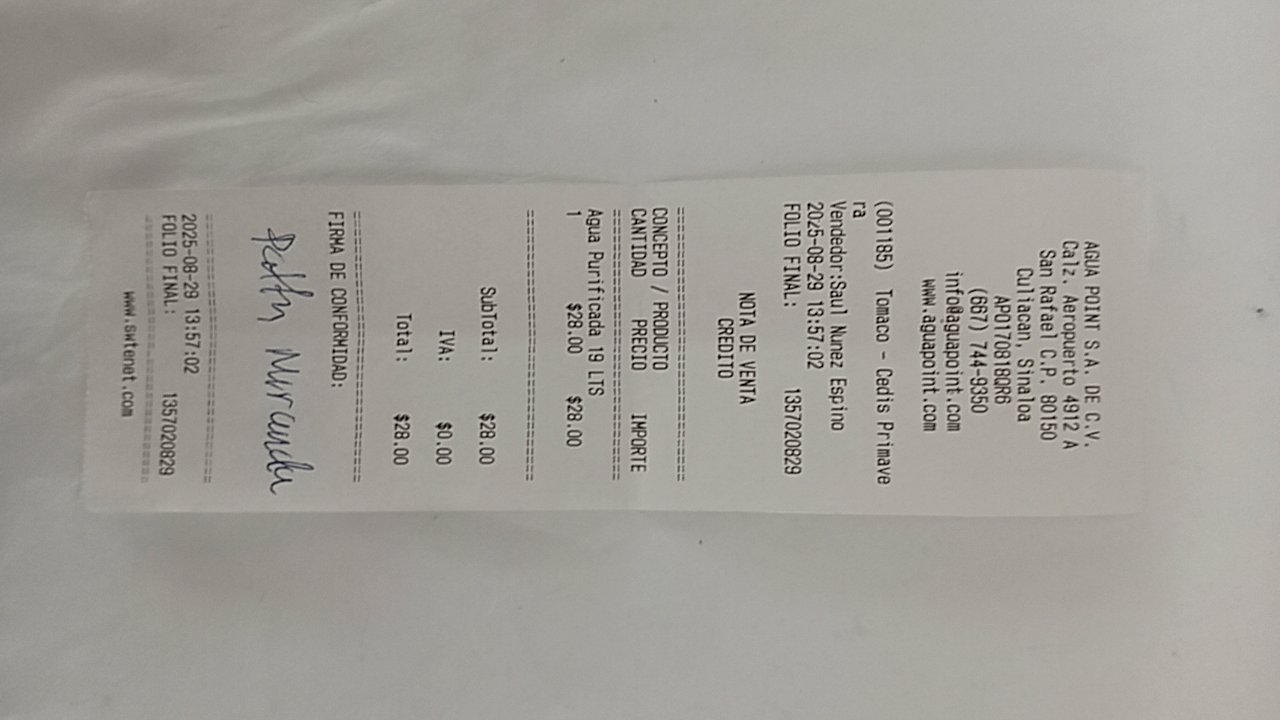 AGUA POINT S.A. DE C.V.
Calz. Aeropuerto 4912 A
San Rafael C.P. 80150
Culiacan, Sinaloa
APO170818QR6
(667) 744-9350
info@aguapoint.com
www.aguapoint.com
(001185) Tomaco - Cedis Primave
ra
Vendedor:Saul Nunez Espino
2025-08-29 13:57:02
FOLIO FINAL: 1357020829
NOTA DE VENTA
CREDITO
===============================
CONCEPTO / PRODUCTO
CANTIDAD PRECIO IMPORTE
===============================
Agua Purificada 19 LTS
1 $28.00 $28.00
===============================
SubTotal: $28.00
IVA: $0.00
Total: $28.00
===============================
FIRMA DE CONFORMIDAD:
Miranda
===============================
2025-08-29 13:57:02
FOLIO FINAL: 1357020829
===============================
www.swtenet.com